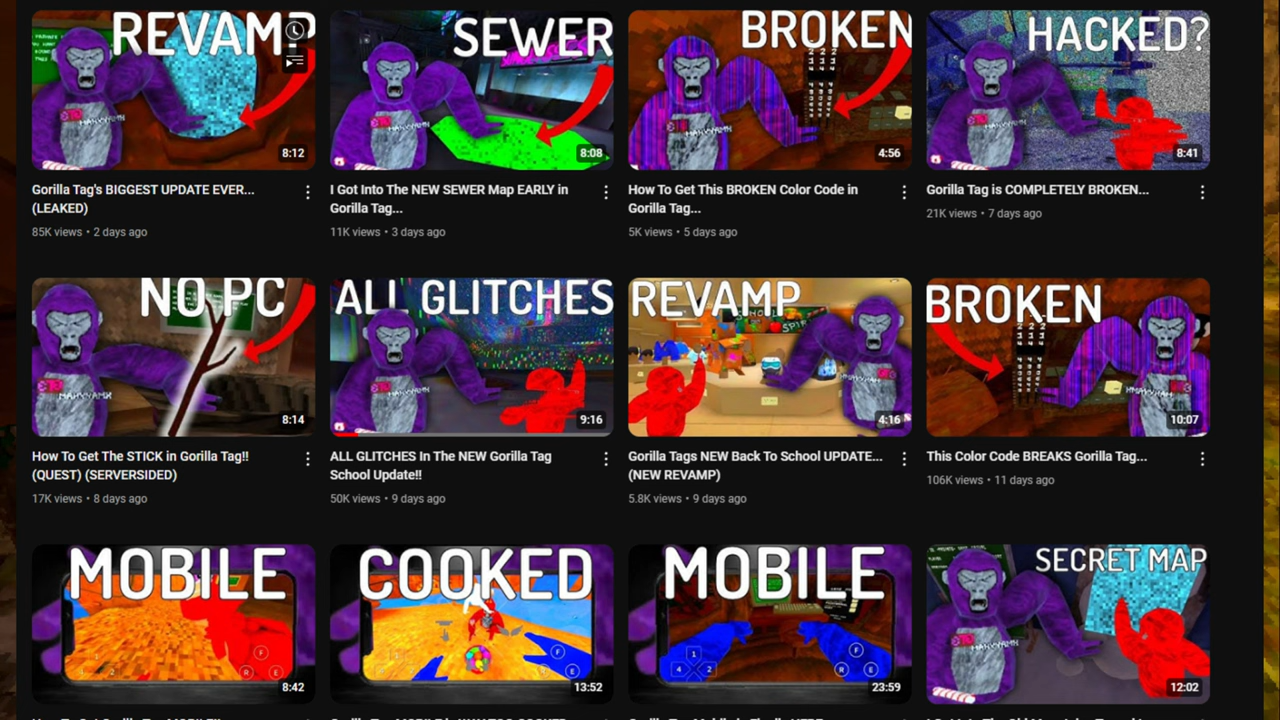 REVAMP
SEWER
BROKEN
HACKED?
8:12
8:08
4:56
8:41
Gorilla Tag's BIGGEST UPDATE EVER...
(LEAKED)
85K views • 2 days ago
I Got Into The NEW SEWER Map EARLY in
Gorilla Tag...
11K views • 3 days ago
How To Get This BROKEN Color Code in
Gorilla Tag...
5K views • 5 days ago
Gorilla Tag is COMPLETELY BROKEN...
21K views • 7 days ago
NO PC
ALL GLITCHES
REVAMP
BROKEN
8:14
9:16
4:16
10:07
How To Get The STICK in Gorilla Tag!!
(QUEST) (SERVERSIDED)
17K views • 8 days ago
ALL GLITCHES In The NEW Gorilla Tag
School Update!!
50K views • 9 days ago
Gorilla Tags NEW Back To School UPDATE...
(NEW REVAMP)
5.8K views • 9 days ago
This Color Code BREAKS Gorilla Tag...
106K views • 11 days ago
MOBILE
COOKED
MOBILE
SECRET MAP
F
R
E
F
E
1
4
2
F
R
E
8:42
13:52
23:59
12:02